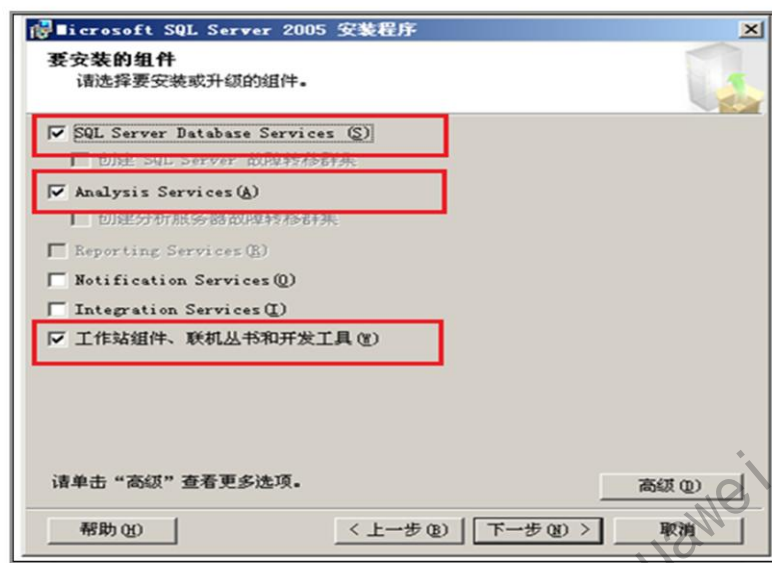 Microsoft SQL Server 2005 安装程序
要安装的组件
请选择要安装或升级的组件。
SQL Server Database Services (S)
创建 SQL Server 故障转移群集
Analysis Services(A)
创建分析服务器故障转移群集
Reporting Services(R)
Notification Services(O)
Integration Services(I)
工作站组件、联机丛书和开发工具(W)
请单击“高级”查看更多选项。
高级(D)
帮助(H)
< 上一步(B)
下一步(N) >
取消
uawei